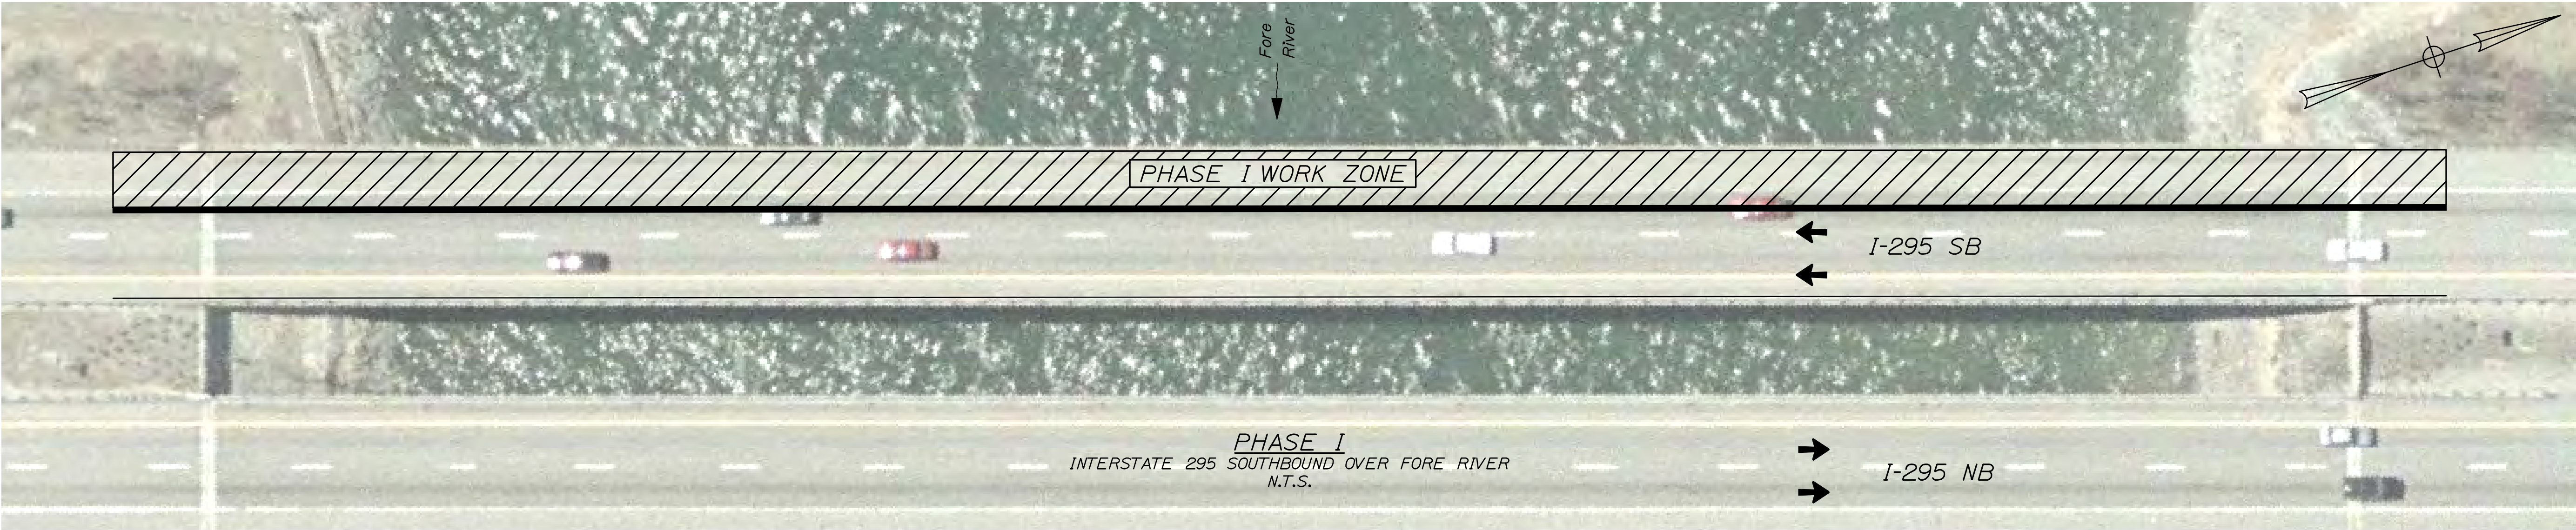 Fore
River
PHASE I WORK ZONE
I-295 SB
PHASE I
INTERSTATE 295 SOUTHBOUND OVER FORE RIVER
N.T.S.
I-295 NB